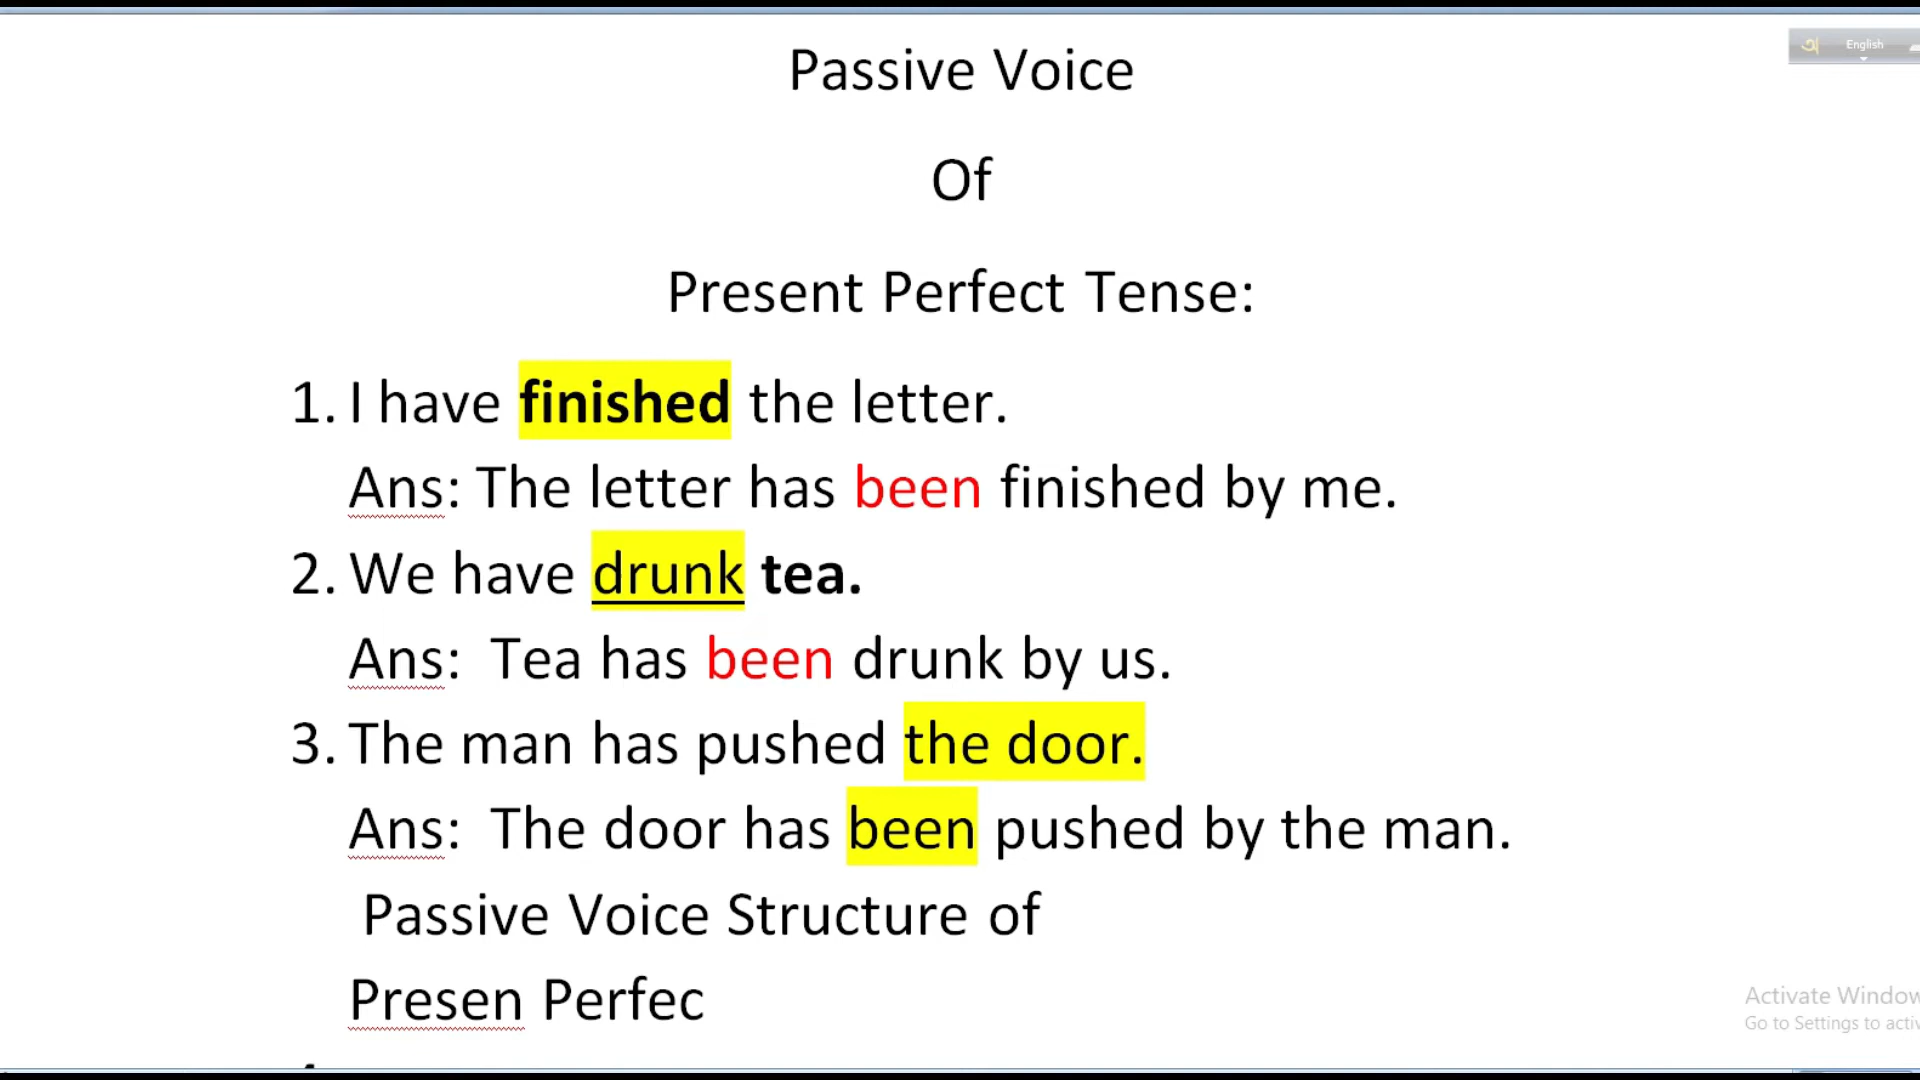 Passive Voice
Of
Present Perfect Tense:
1. I have finished the letter.
Ans: The letter has been finished by me.
2. We have drunk tea.
Ans: Tea has been drunk by us.
3. The man has pushed the door.
Ans: The door has been pushed by the man.
Passive Voice Structure of
Presen Perfec
অ English
Activate Window
Go to Settings to activ